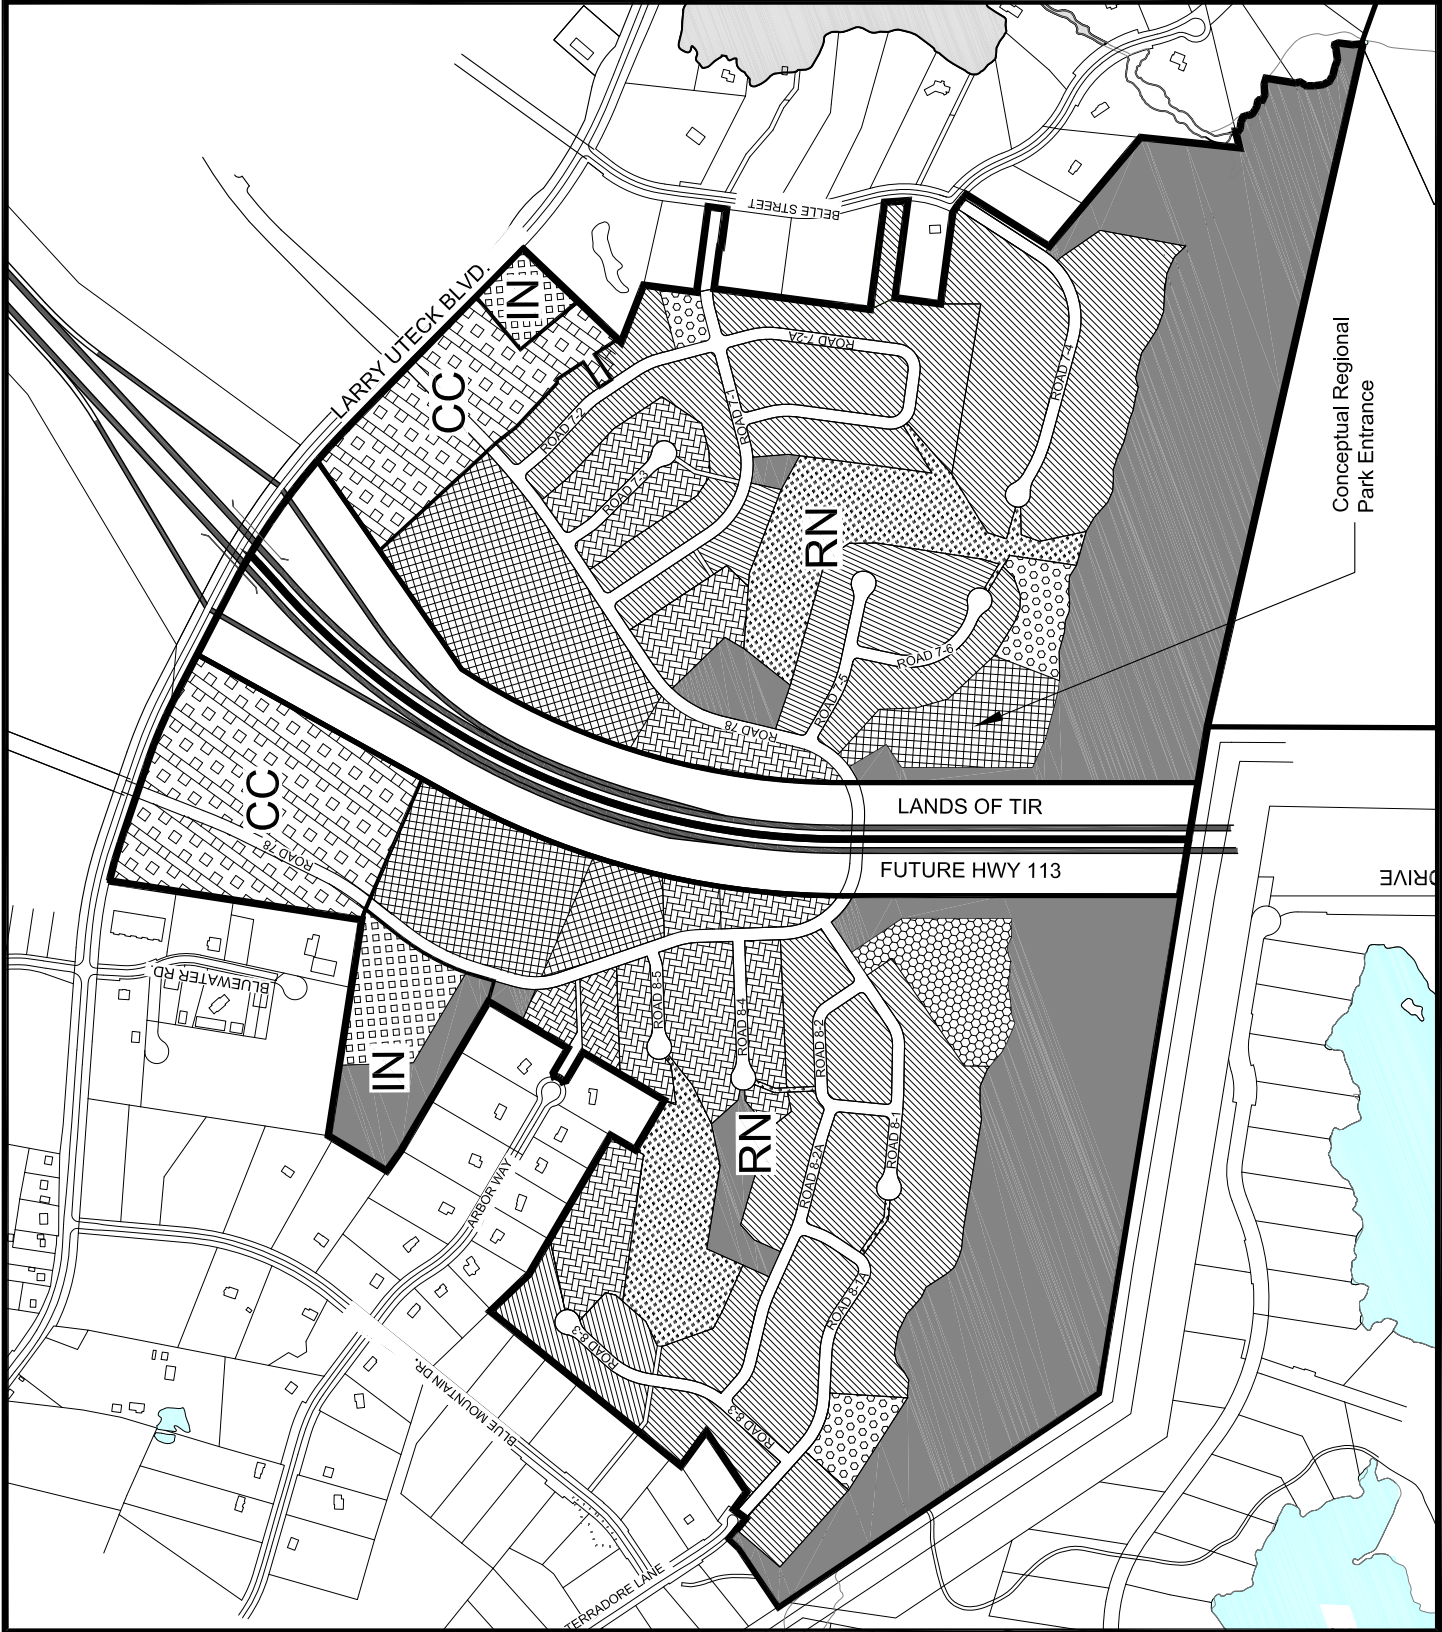 BELLE STREET
LARRY UTECK BLVD.
IN
CC
ROAD 7-2A
ROAD 7-2
ROAD 7-1
ROAD 7-4
Conceptual Regional
Park Entrance
ROAD 7-3
RN
ROAD 7-6
ROAD 7-5
ROAD 78
CC
ROAD 78
LANDS OF TIR
FUTURE HWY 113
DRIVE
BLUEWATER RD.
ROAD 8-5
ROAD 8-4
ROAD 8-2
IN
RN
ROAD 8-1
ROAD 8-2A
ARBOR WAY
ROAD 8-1A
ROAD 8-3
BLUE MOUNTAIN DR.
ROAD 8-3
TERRADORE LANE